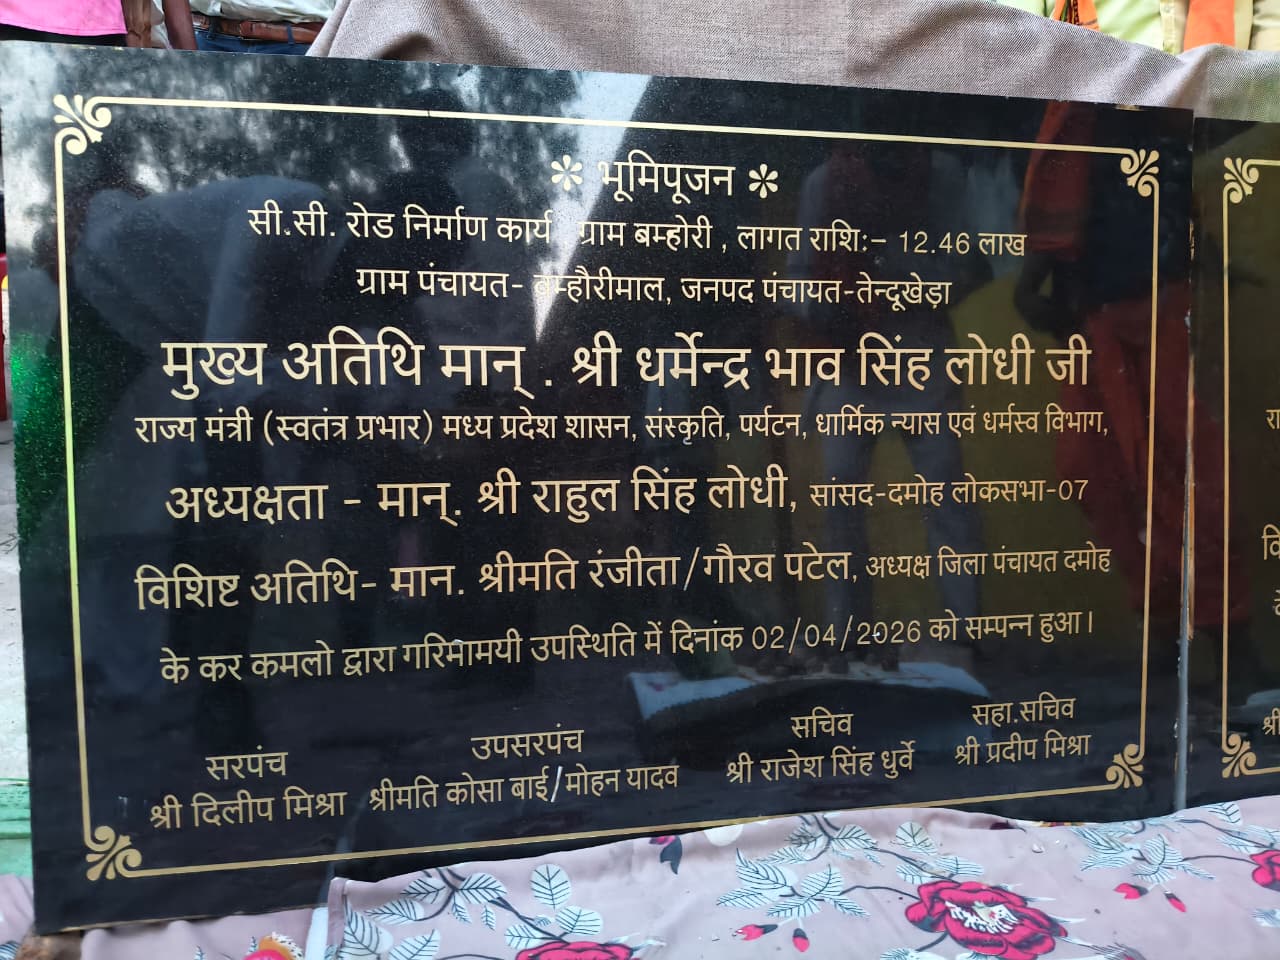 ✽ भूमिपूजन ✽
सी.सी. रोड निर्माण कार्य ग्राम बम्होरी , लागत राशि:– 12.46 लाख
ग्राम पंचायत- बम्हौरीमाल, जनपद पंचायत-तेन्दूखेड़ा
मुख्य अतिथि मान् . श्री धर्मेन्द्र भाव सिंह लोधी जी
राज्य मंत्री (स्वतंत्र प्रभार) मध्य प्रदेश शासन, संस्कृति, पर्यटन, धार्मिक न्यास एवं धर्मस्व विभाग,
अध्यक्षता - मान्. श्री राहुल सिंह लोधी, सांसद-दमोह लोकसभा-07
विशिष्ट अतिथि- मान. श्रीमति रंजीता/गौरव पटेल, अध्यक्ष जिला पंचायत दमोह
के कर कमलो द्वारा गरिमामयी उपस्थिति में दिनांक 02/04/2026 को सम्पन्न हुआ।
सरपंच
श्री दिलीप मिश्रा
उपसरपंच
श्रीमति कोसा बाई/मोहन यादव
सचिव
श्री राजेश सिंह धुर्वे
सहा.सचिव
श्री प्रदीप मिश्रा